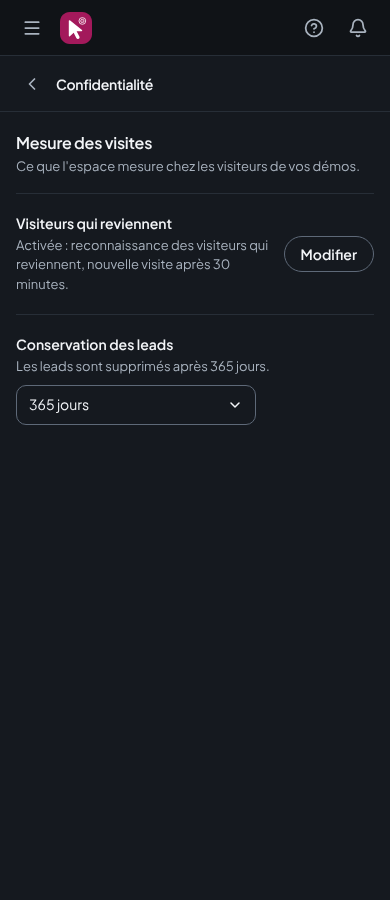 Confidentialité
Mesure des visites
Ce que l'espace mesure chez les visiteurs de vos démos.
Visiteurs qui reviennent
Activée : reconnaissance des visiteurs qui
reviennent, nouvelle visite après 30
minutes.
Modifier
Conservation des leads
Les leads sont supprimés après 365 jours.
365 jours